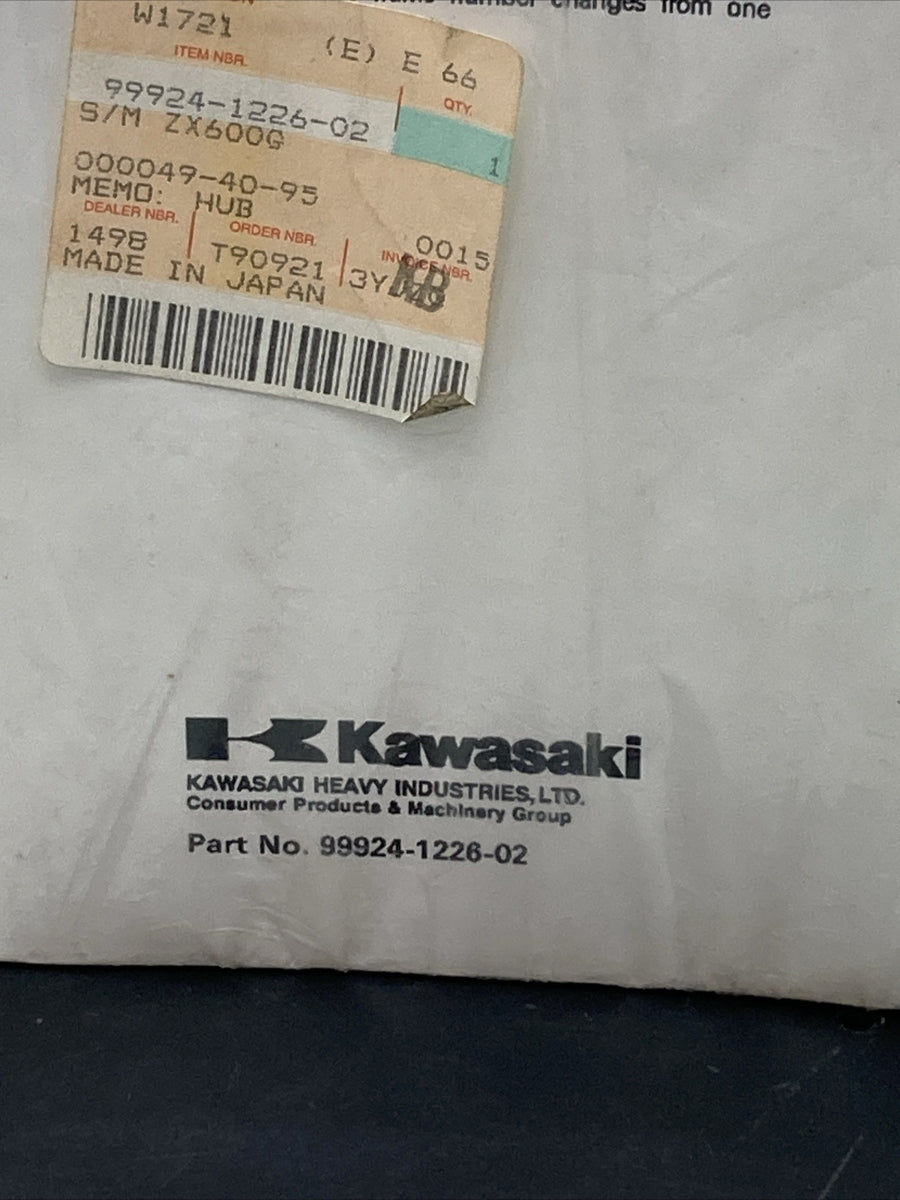 number changes from one
W1721 (E) E 66
ITEM NBR. QTY.
99924-1226-02
S/M ZX600G 1
000049-40-95
MEMO: HUB
DEALER NBR. ORDER NBR. 0015
1498 T90921 3Y
MADE IN JAPAN
Kawasaki
KAWASAKI HEAVY INDUSTRIES, LTD.
Consumer Products & Machinery Group
Part No. 99924-1226-02